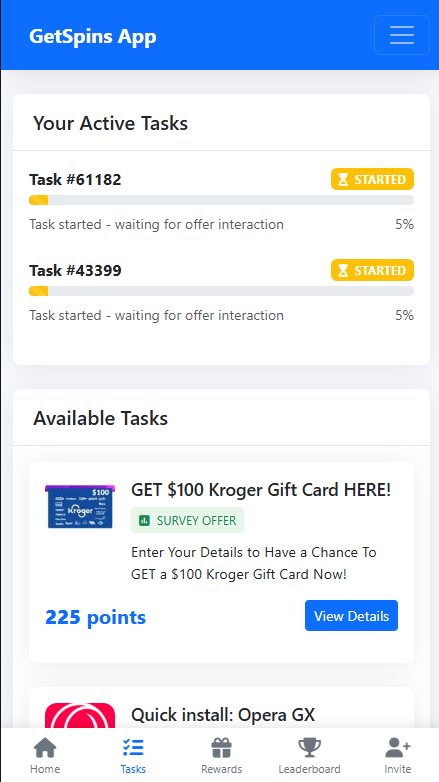 GetSpins App
Your Active Tasks
Task #61182
STARTED
Task started - waiting for offer interaction
5%
Task #43399
STARTED
Task started - waiting for offer interaction
5%
Available Tasks
$100
Kroger
GET $100 Kroger Gift Card HERE!
SURVEY OFFER
Enter Your Details to Have a Chance To
GET a $100 Kroger Gift Card Now!
225 points
View Details
Quick install: Opera GX
Home
Tasks
Rewards
Leaderboard
Invite